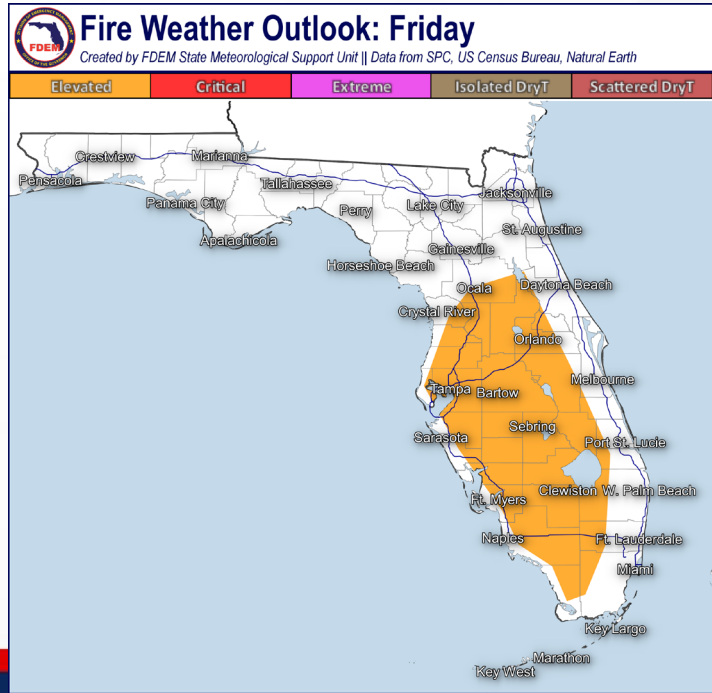 Fire Weather Outlook: Friday
FDEM
Created by FDEM State Meteorological Support Unit || Data from SPC, US Census Bureau, Natural Earth
Elevated Critical Extreme Isolated DryT Scattered DryT
Crestview Marianna
Pensacola
Tallahassee
Jacksonville
Panama City
Perry
Lake City
Apalachicola
St. Augustine
Gainesville
Horseshoe Beach
Ocala
Daytona Beach
Crystal River
Orlando
Tampa
Bartow
Melbourne
Sebring
Sarasota
Port St. Lucie
Clewiston
W. Palm Beach
Ft. Myers
Naples
Ft. Lauderdale
Miami
Key Largo
Marathon
Key West